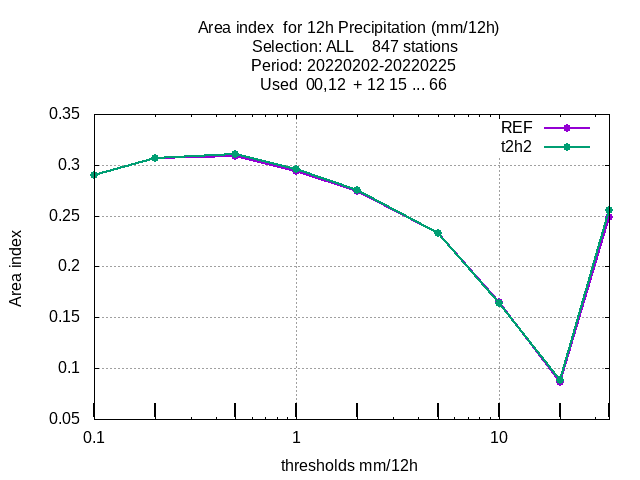 Area index  for 12h Precipitation (mm/12h)
Selection: ALL    847 stations
Period: 20220202-20220225
Used  00,12  + 12 15 ... 66
REF
t2h2
0.35
0.3
0.25
0.2
0.15
0.1
0.05
Area index
0.1
1
10
thresholds mm/12h